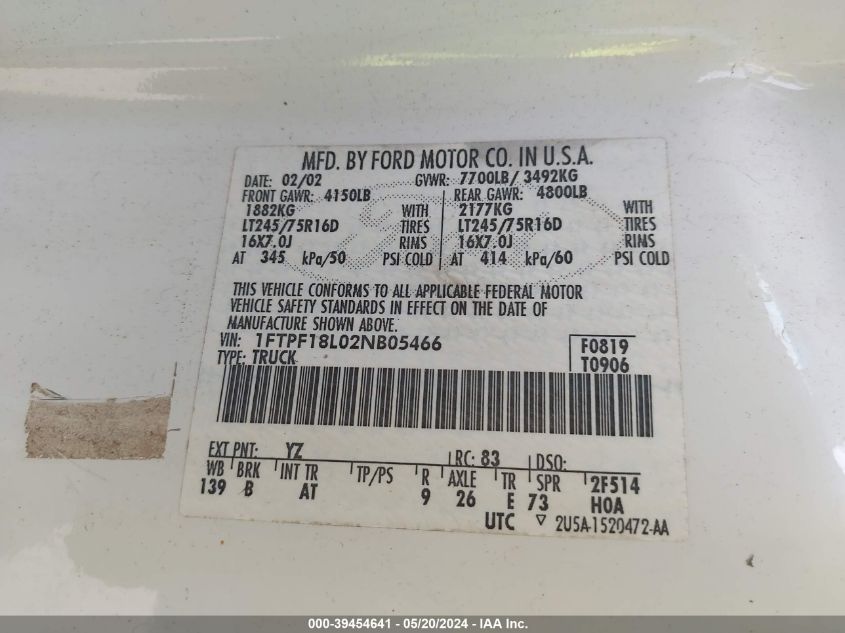 MFD. BY FORD MOTOR CO. IN U.S.A.
DATE: 02/02 GVWR: 7700LB/ 3492KG
FRONT GAWR: 4150LB REAR GAWR: 4800LB
1882KG WITH 2177KG WITH
LT245/75R16D TIRES LT245/75R16D TIRES
16X7.0J RIMS 16X7.0J RIMS
AT 345 kPa/50 PSI COLD AT 414 kPa/60 PSI COLD
THIS VEHICLE CONFORMS TO ALL APPLICABLE FEDERAL MOTOR
VEHICLE SAFETY STANDARDS IN EFFECT ON THE DATE OF
MANUFACTURE SHOWN ABOVE.
VIN: 1FTPF18L02NB05466 F0819
TYPE: TRUCK T0906
EXT PNT: YZ RC: 83 DSO:
WB BRK INT TR TP/PS R AXLE TR SPR 2F514
139 B AT 9 26 E 73 HOA
UTC ▽ 2U5A-1520472-AA
000-39454641 - 05/20/2024 - IAA Inc.